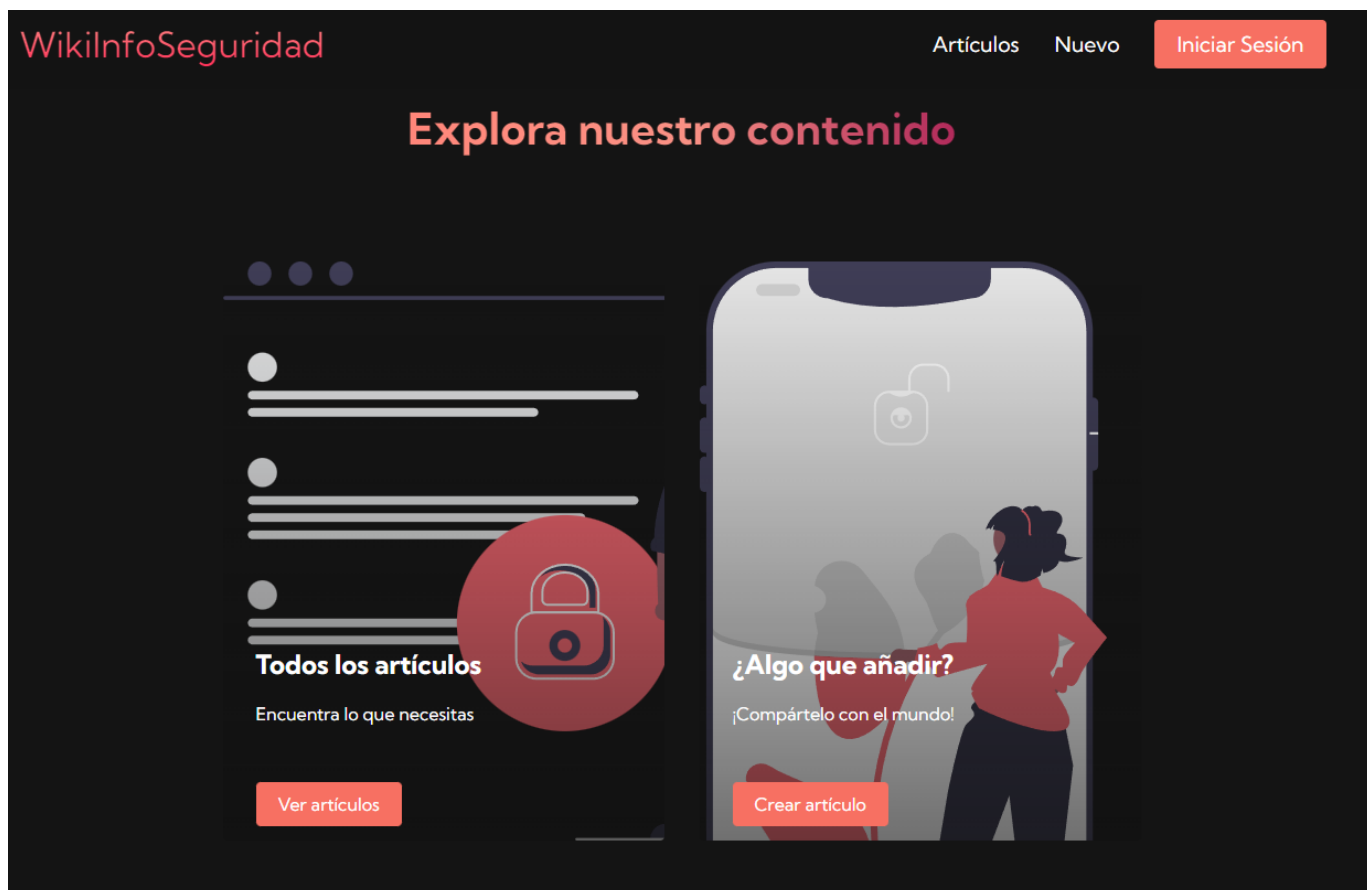 WikiInfoSeguridad
Artículos Nuevo Iniciar Sesión
Explora nuestro contenido
Todos los artículos
Encuentra lo que necesitas
Ver artículos
¿Algo que añadir?
¡Compártelo con el mundo!
Crear artículo